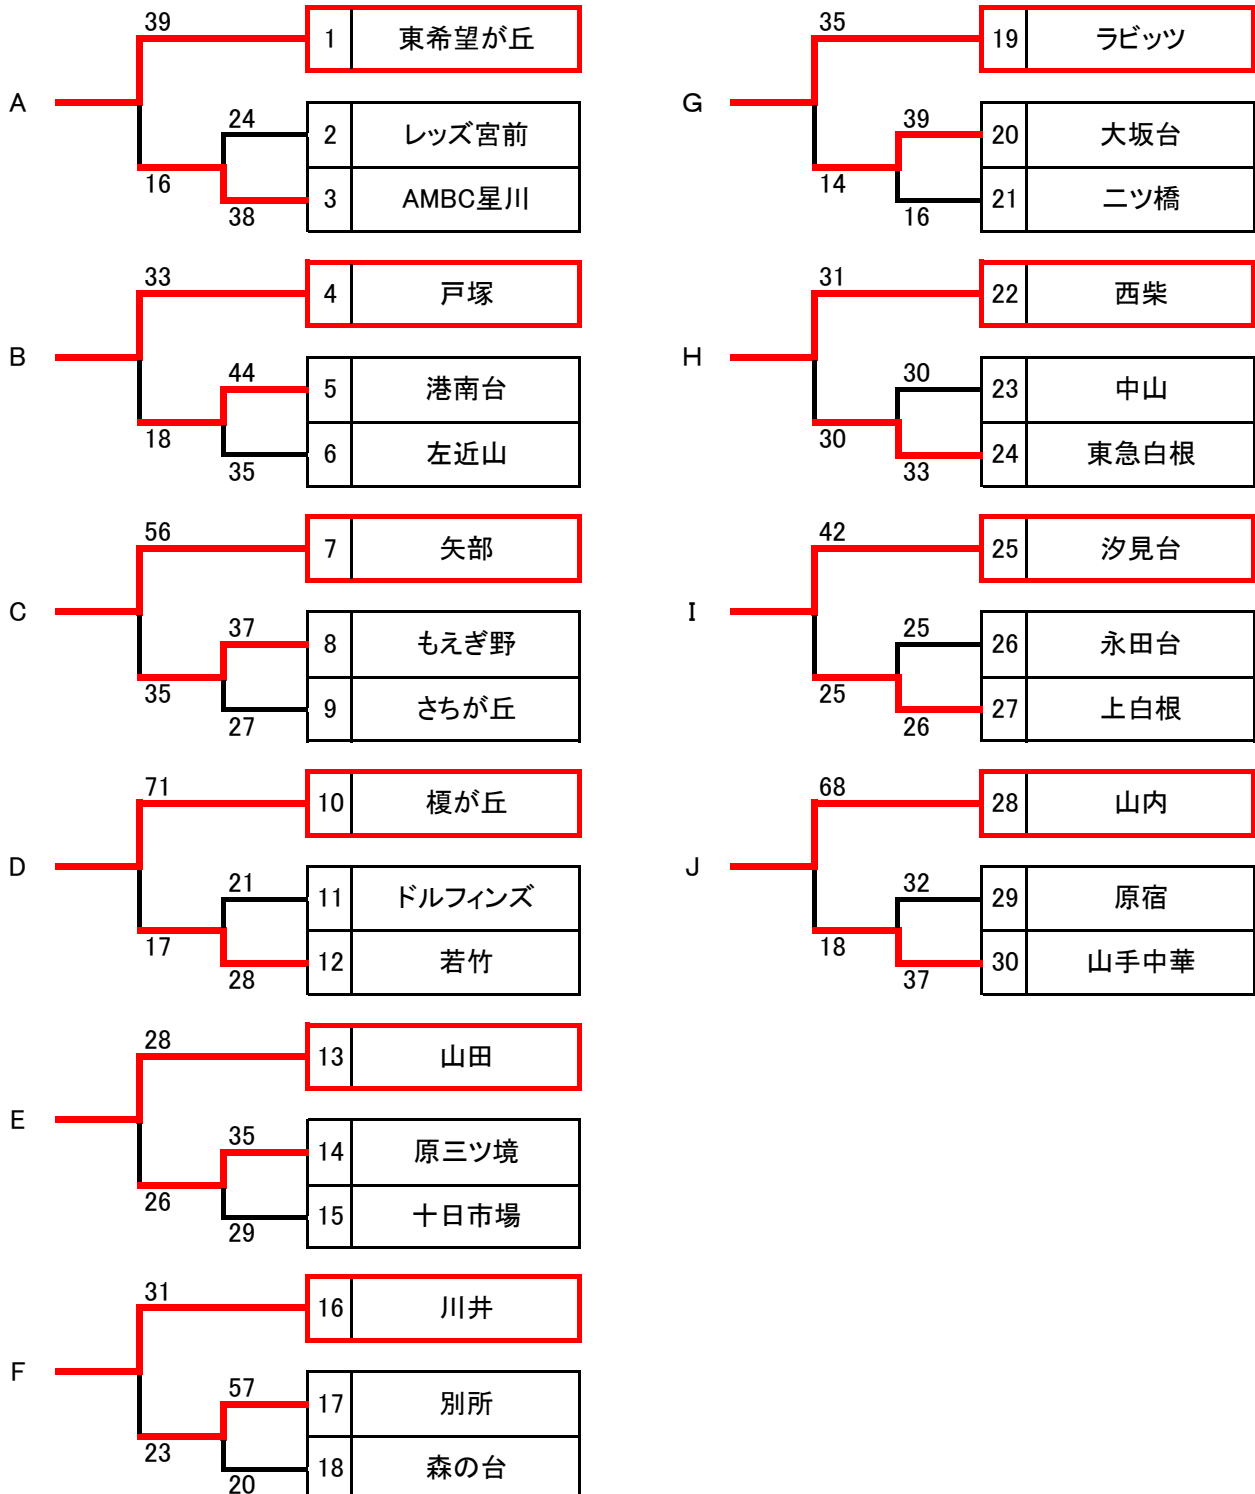 39
1 東希望が丘
A
24
2 レッズ宮前
16
3 AMBC星川
38
33
4 戸塚
B
44
5 港南台
18
6 左近山
35
56
7 矢部
C
37
8 もえぎ野
35
9 さちが丘
27
71
10 榎が丘
D
21
11 ドルフィンズ
17
12 若竹
28
28
13 山田
E
35
14 原三ツ境
26
15 十日市場
29
31
16 川井
F
57
17 別所
23
18 森の台
20
35
19 ラビッツ
G
39
20 大坂台
14
21 二ツ橋
16
31
22 西柴
H
30
23 中山
30
24 東急白根
33
42
25 汐見台
I
25
26 永田台
25
27 上白根
26
68
28 山内
J
32
29 原宿
18
30 山手中華
37